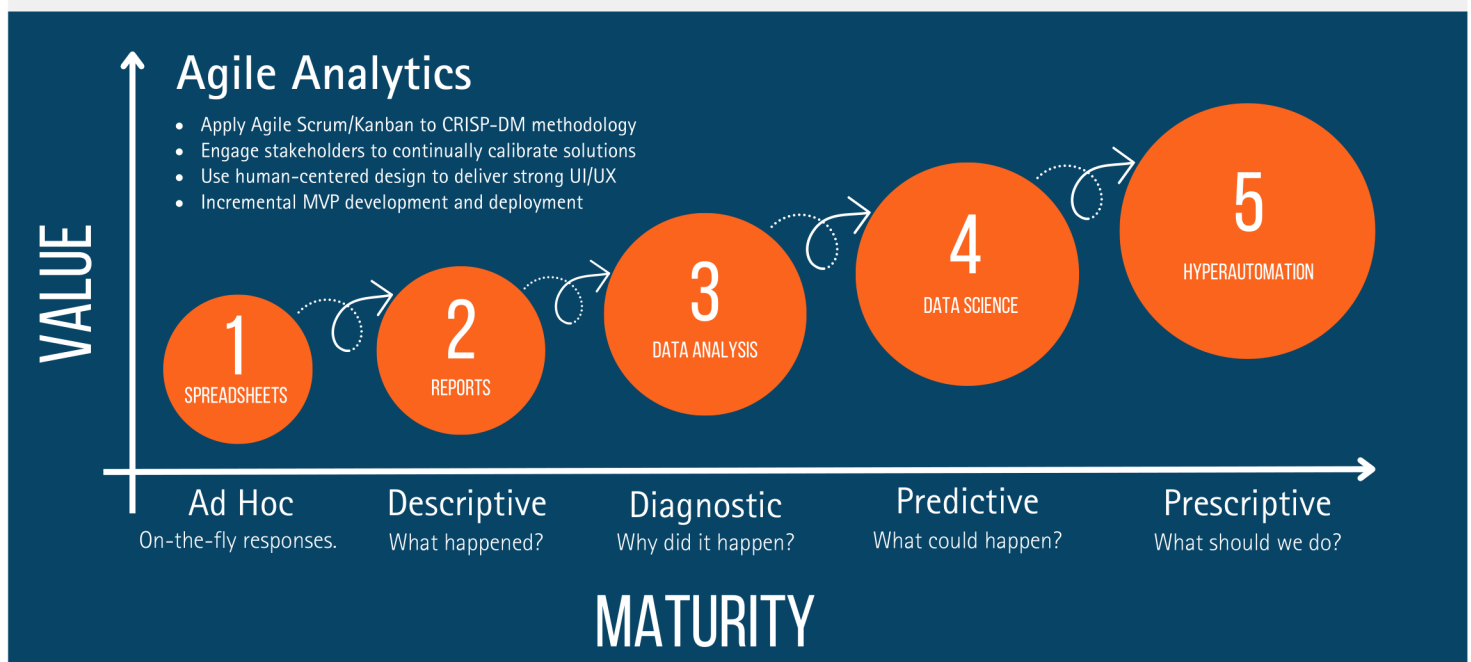 Agile Analytics
• Apply Agile Scrum/Kanban to CRISP-DM methodology
• Engage stakeholders to continually calibrate solutions
• Use human-centered design to deliver strong UI/UX
• Incremental MVP development and deployment
VALUE
1
SPREADSHEETS
2
REPORTS
3
DATA ANALYSIS
4
DATA SCIENCE
5
HYPERAUTOMATION
Ad Hoc
On-the-fly responses.
Descriptive
What happened?
Diagnostic
Why did it happen?
Predictive
What could happen?
Prescriptive
What should we do?
MATURITY